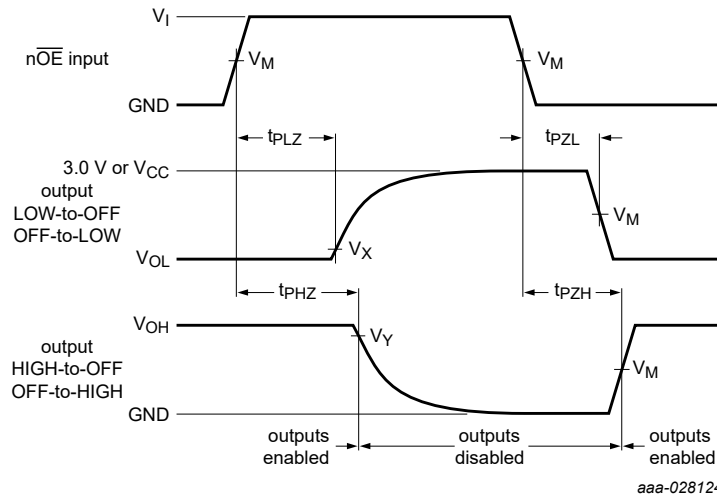 VI
nOE input
VM
VM
GND
tPLZ
tPZL
3.0 V or VCC
output
LOW-to-OFF
OFF-to-LOW
VM
VX
VOL
tPHZ
tPZH
VOH
VY
output
HIGH-to-OFF
OFF-to-HIGH
VM
GND
outputs
enabled
outputs
disabled
outputs
enabled
aaa-028124